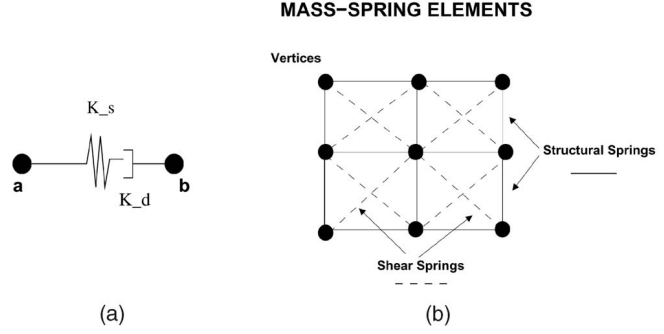 MASS–SPRING ELEMENTS
Vertices
K_s
a
b
K_d
Structural Springs
Shear Springs
(a)
(b)